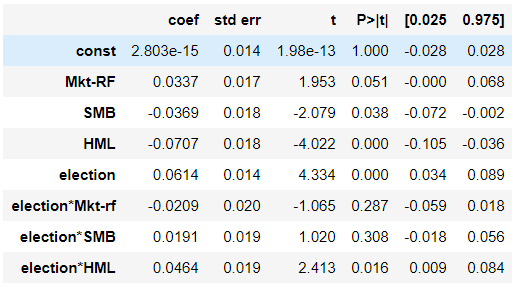 coef std err t P>|t| [0.025 0.975]
const 2.803e-15 0.014 1.98e-13 1.000 -0.028 0.028
Mkt-RF 0.0337 0.017 1.953 0.051 -0.000 0.068
SMB -0.0369 0.018 -2.079 0.038 -0.072 -0.002
HML -0.0707 0.018 -4.022 0.000 -0.105 -0.036
election 0.0614 0.014 4.334 0.000 0.034 0.089
election*Mkt-rf -0.0209 0.020 -1.065 0.287 -0.059 0.018
election*SMB 0.0191 0.019 1.020 0.308 -0.018 0.056
election*HML 0.0464 0.019 2.413 0.016 0.009 0.084